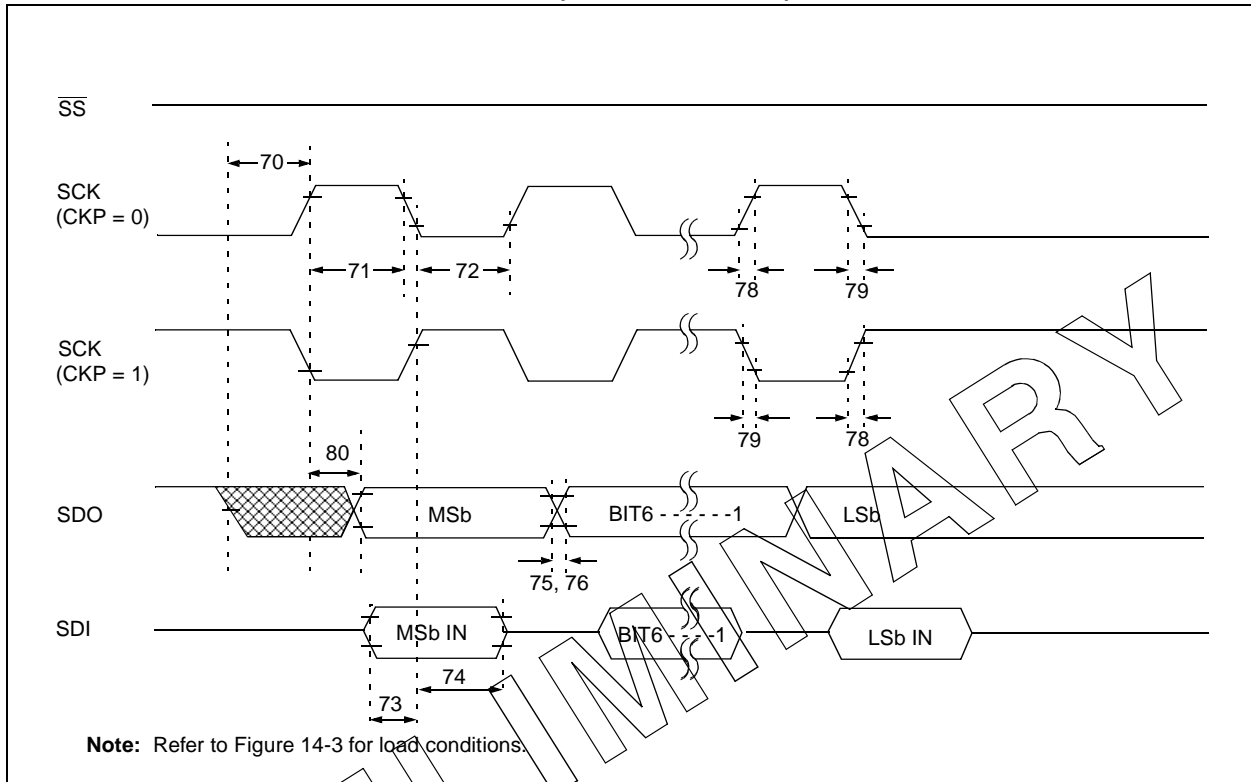 SS
70
SCK
(CKP = 0)
71
72
78
79
SCK
(CKP = 1)
79
78
80
SDO
MSb
BIT6 - - - - - -1
LSb
75, 76
SDI
MSb IN
BIT6 - - - - - -1
LSb IN
74
73
Note: Refer to Figure 14-3 for load conditions.
LIMINARY